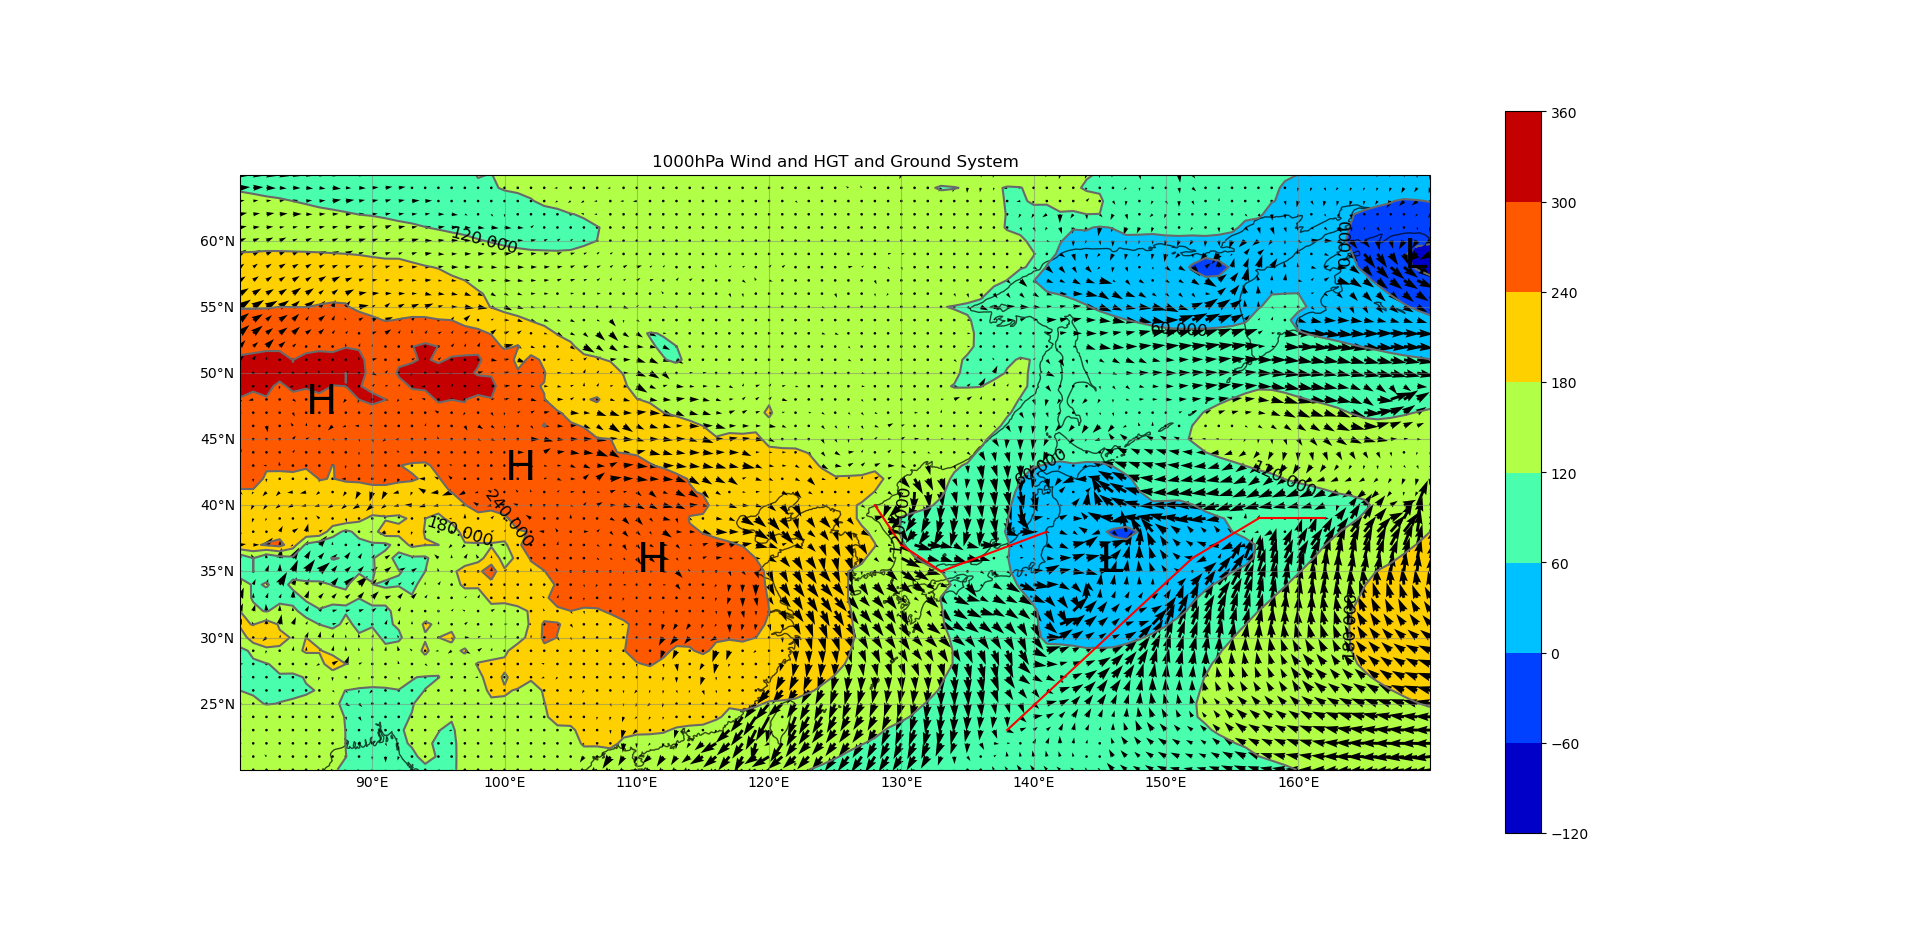 1000hPa Wind and HGT and Ground System
60°N
55°N
50°N
45°N
40°N
35°N
30°N
25°N
90°E
100°E
110°E
120°E
130°E
140°E
150°E
160°E
120.000
60.000
H
H
H
L
L
240.000
180.000
60.000
120.000
180.000
360
300
240
180
120
60
0
−60
−120